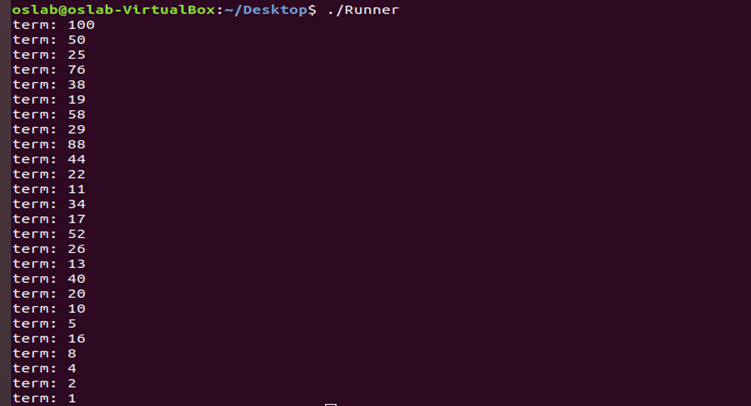 oslab@oslab-VirtualBox:~/Desktop$ ./Runner
term: 100
term: 50
term: 25
term: 76
term: 38
term: 19
term: 58
term: 29
term: 88
term: 44
term: 22
term: 11
term: 34
term: 17
term: 52
term: 26
term: 13
term: 40
term: 20
term: 10
term: 5
term: 16
term: 8
term: 4
term: 2
term: 1